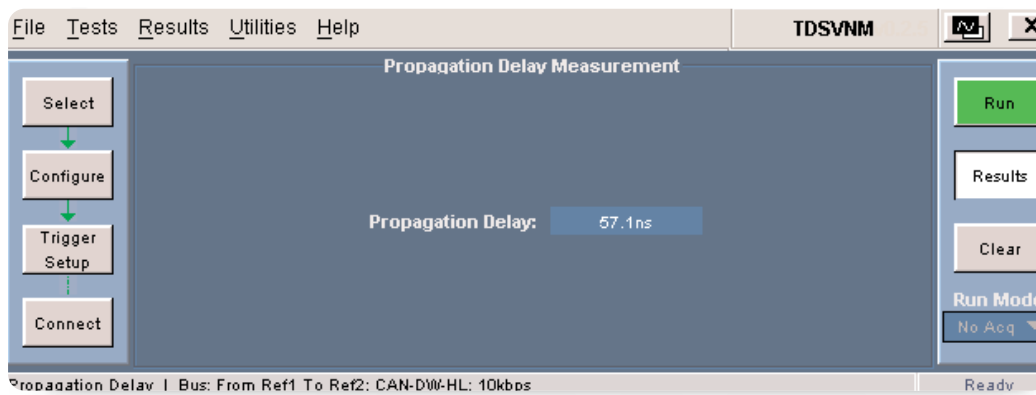 File Tests Results Utilities Help TDSVNM
Propagation Delay Measurement
Select
Configure
Trigger
Setup
Connect
Propagation Delay: 57.1ns
Run
Results
Clear
Run Mode
No Acq
Propagation Delay | Bus: From Ref1 To Ref2: CAN-DW-HL: 10kbps
Ready